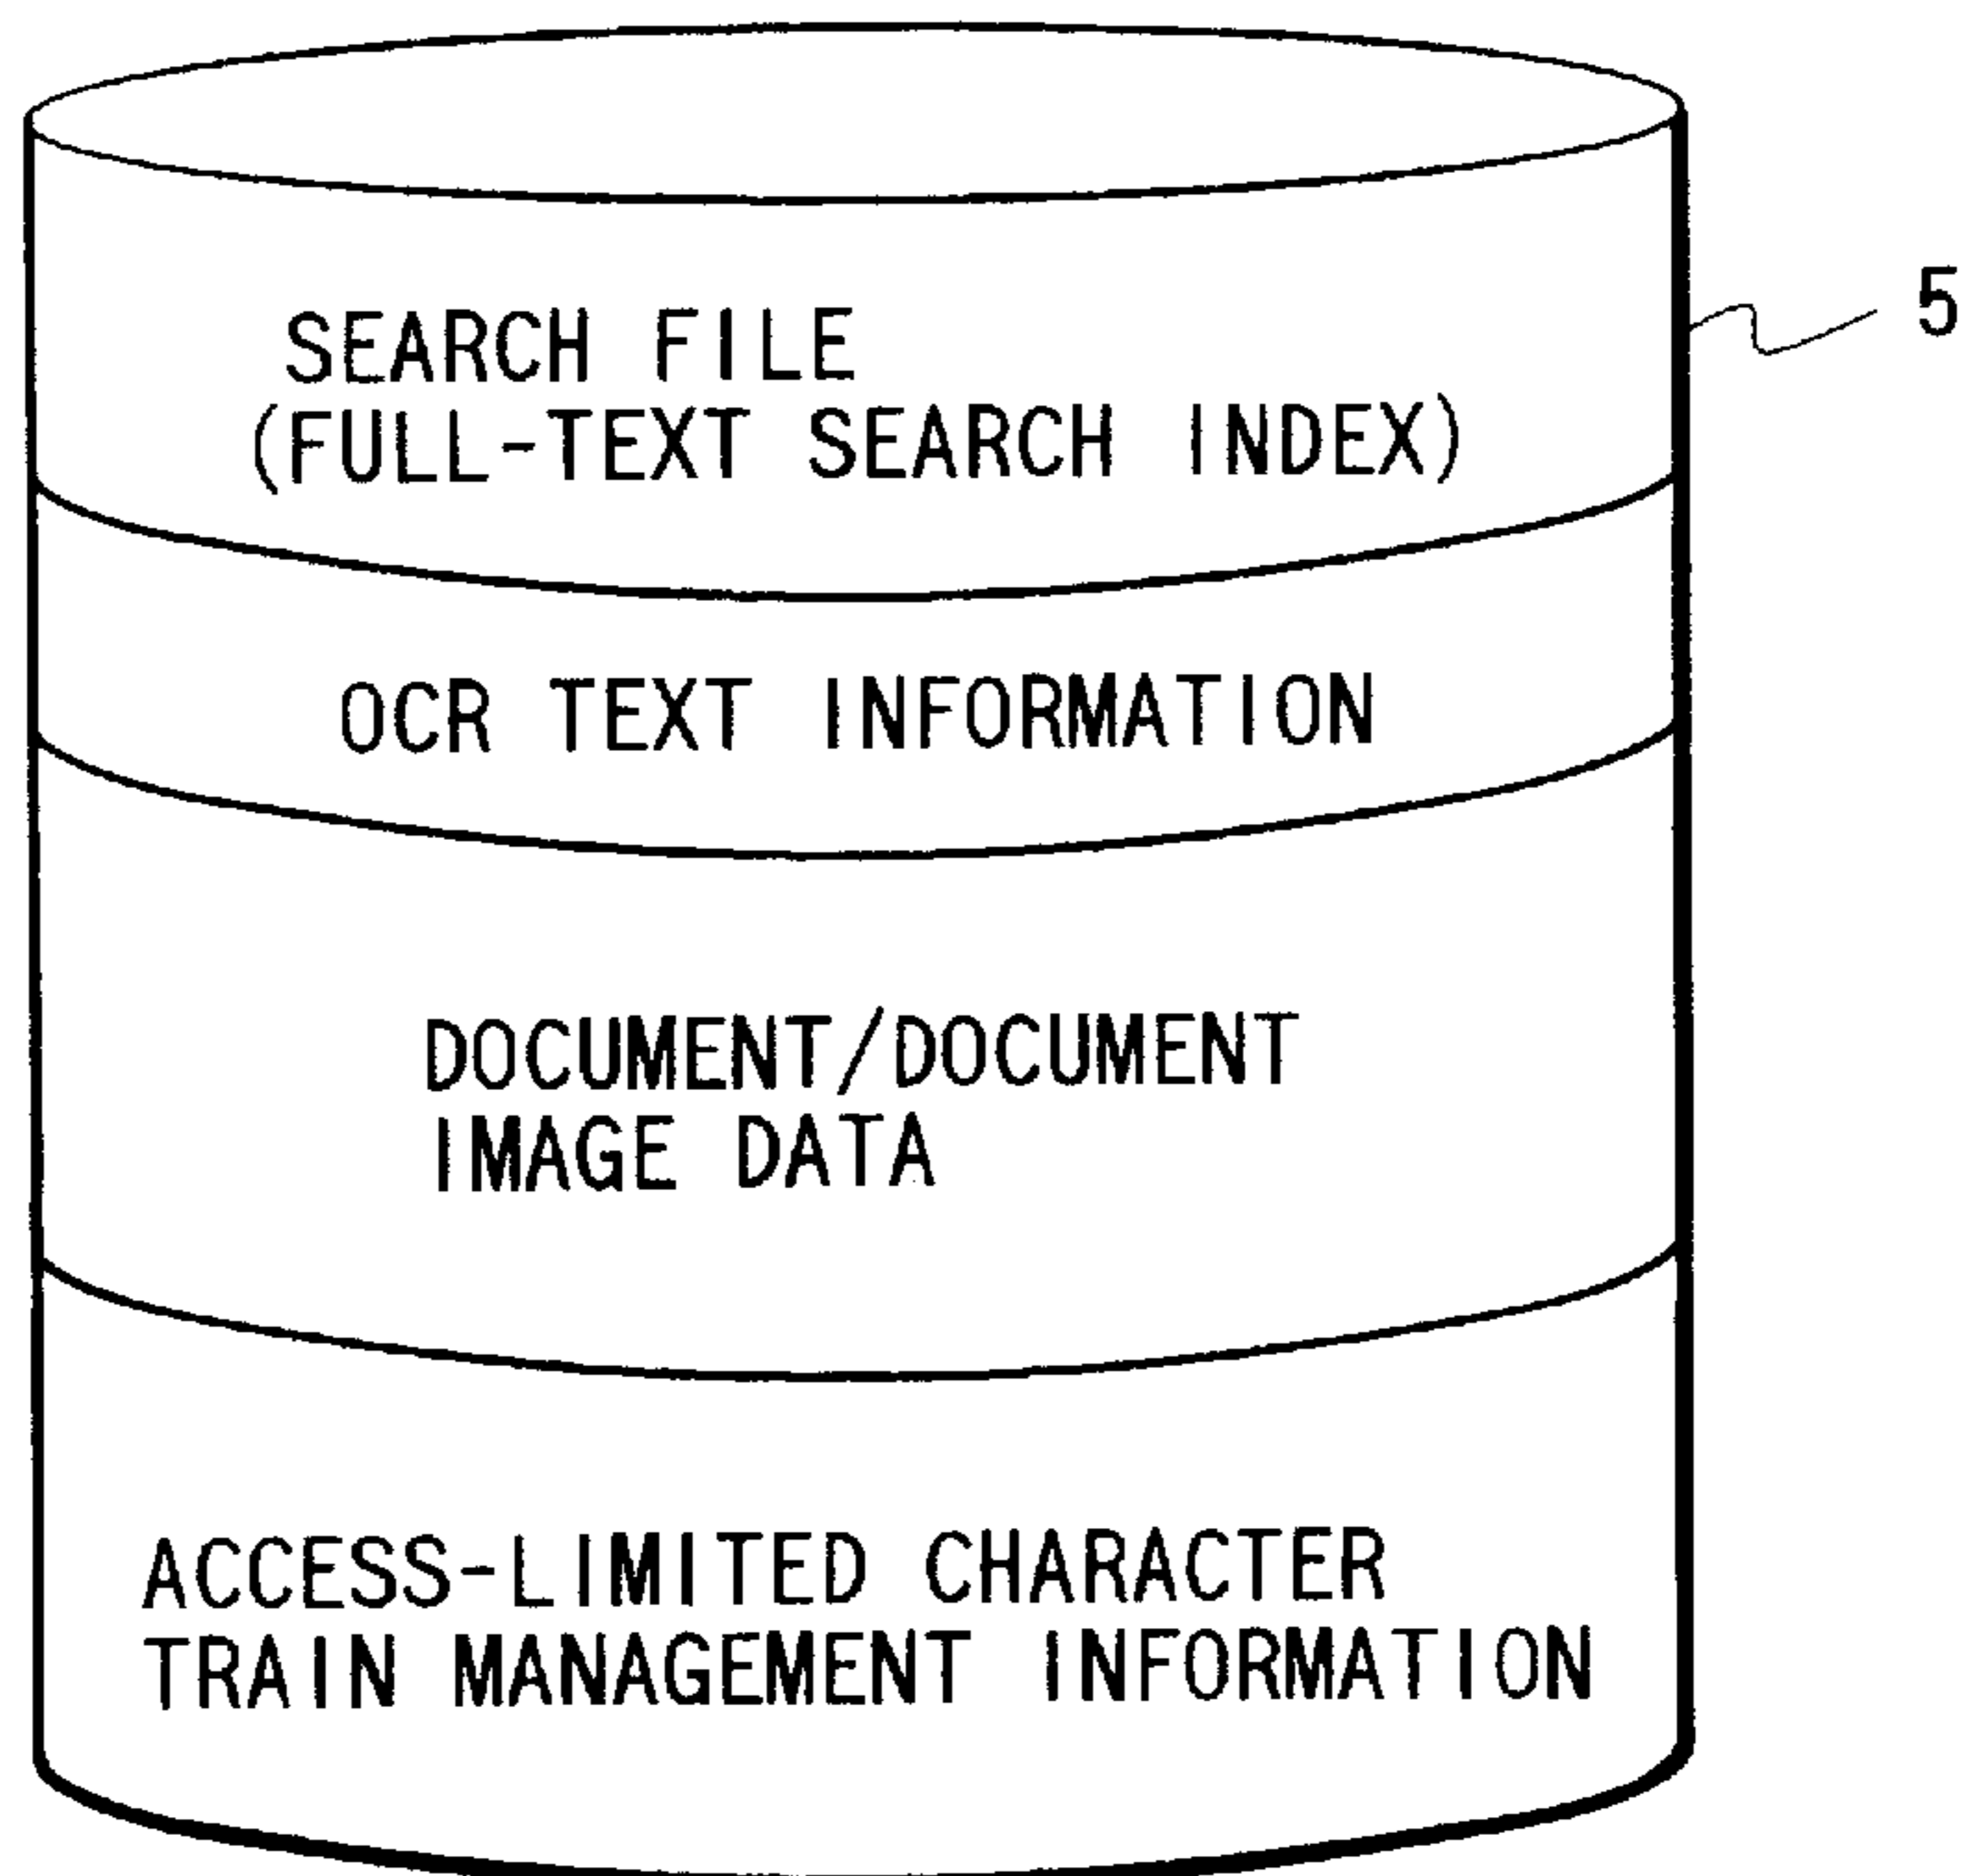 SEARCH FILE
(FULL-TEXT SEARCH INDEX)
5
OCR TEXT INFORMATION
DOCUMENT/DOCUMENT
IMAGE DATA
ACCESS-LIMITED CHARACTER
TRAIN MANAGEMENT INFORMATION